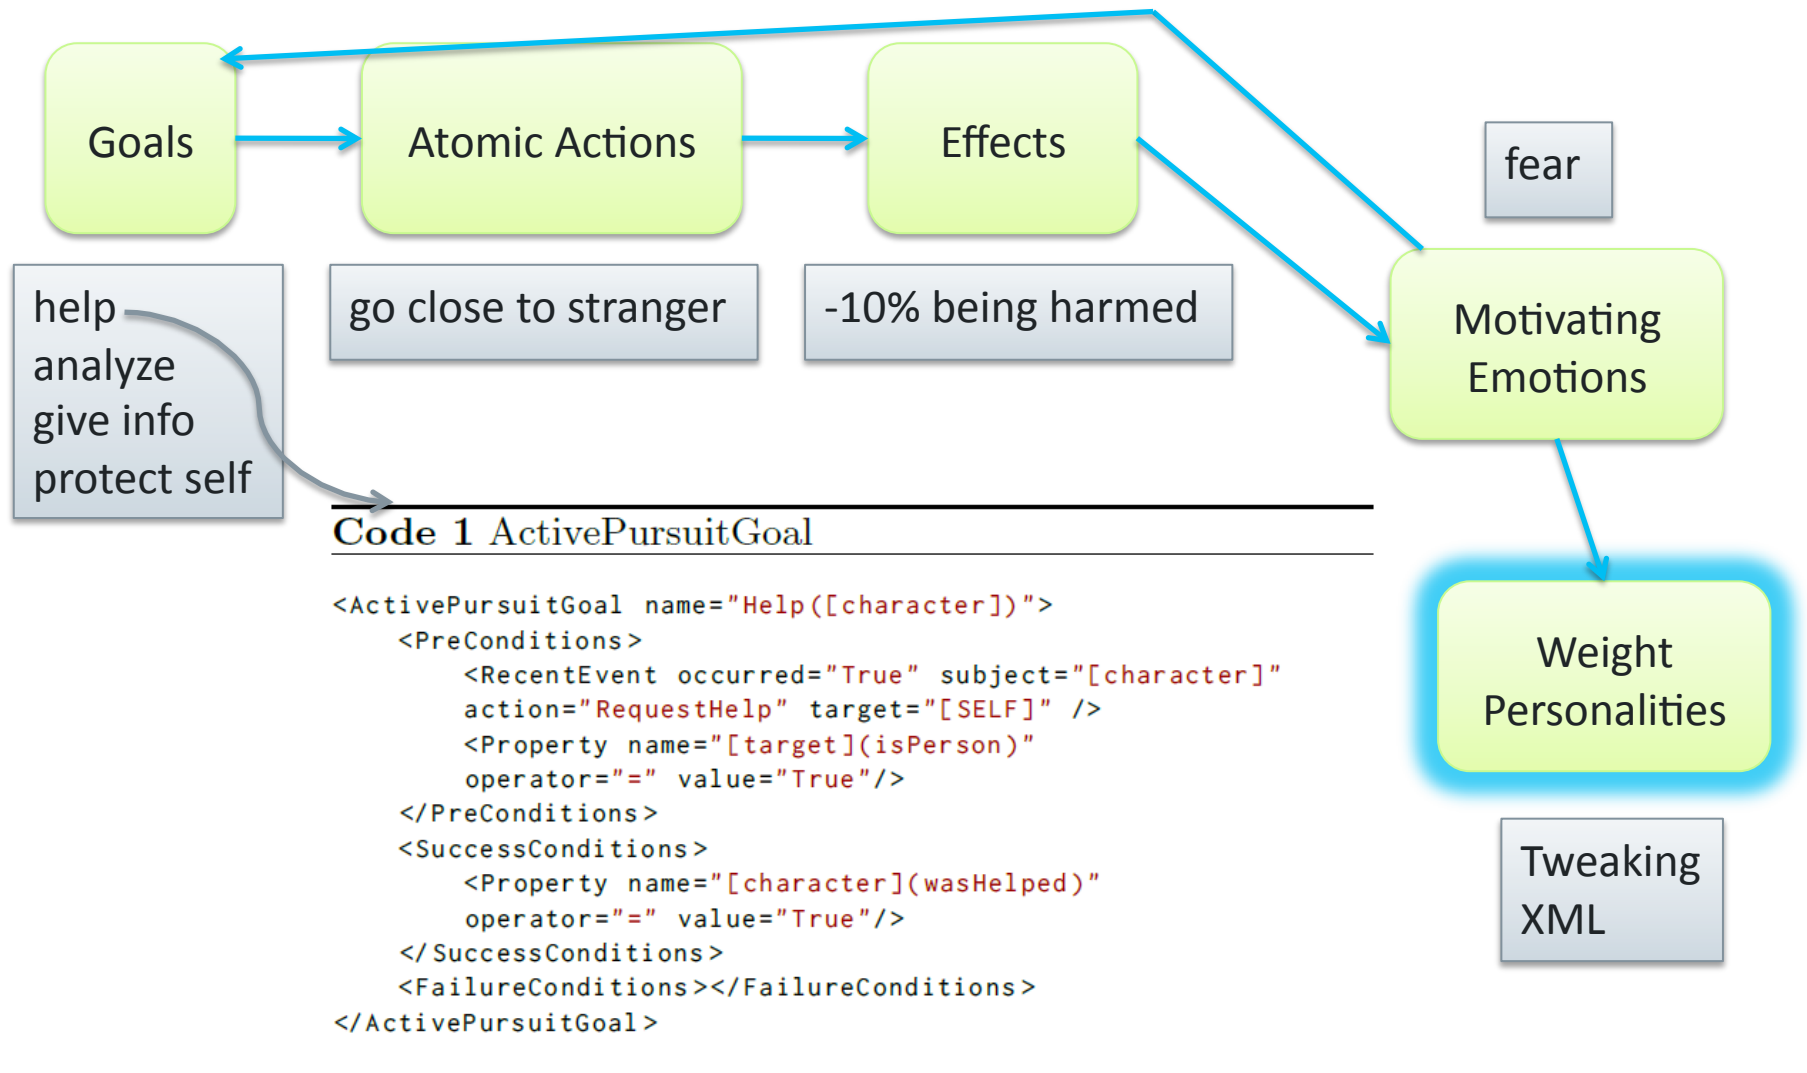 Goals
Atomic Actions
Effects
fear
help
analyze
give info
protect self
go close to stranger
-10% being harmed
Motivating
Emotions
Code 1 ActivePursuitGoal
<ActivePursuitGoal name="Help([character])">
<PreConditions>
<RecentEvent occurred="True" subject="[character]"
action="RequestHelp" target="[SELF]" />
<Property name="[target](isPerson)"
operator="=" value="True"/>
</PreConditions>
<SuccessConditions>
<Property name="[character](wasHelped)"
operator="=" value="True"/>
</SuccessConditions>
<FailureConditions></FailureConditions>
</ActivePursuitGoal>
Weight
Personalities
Tweaking
XML